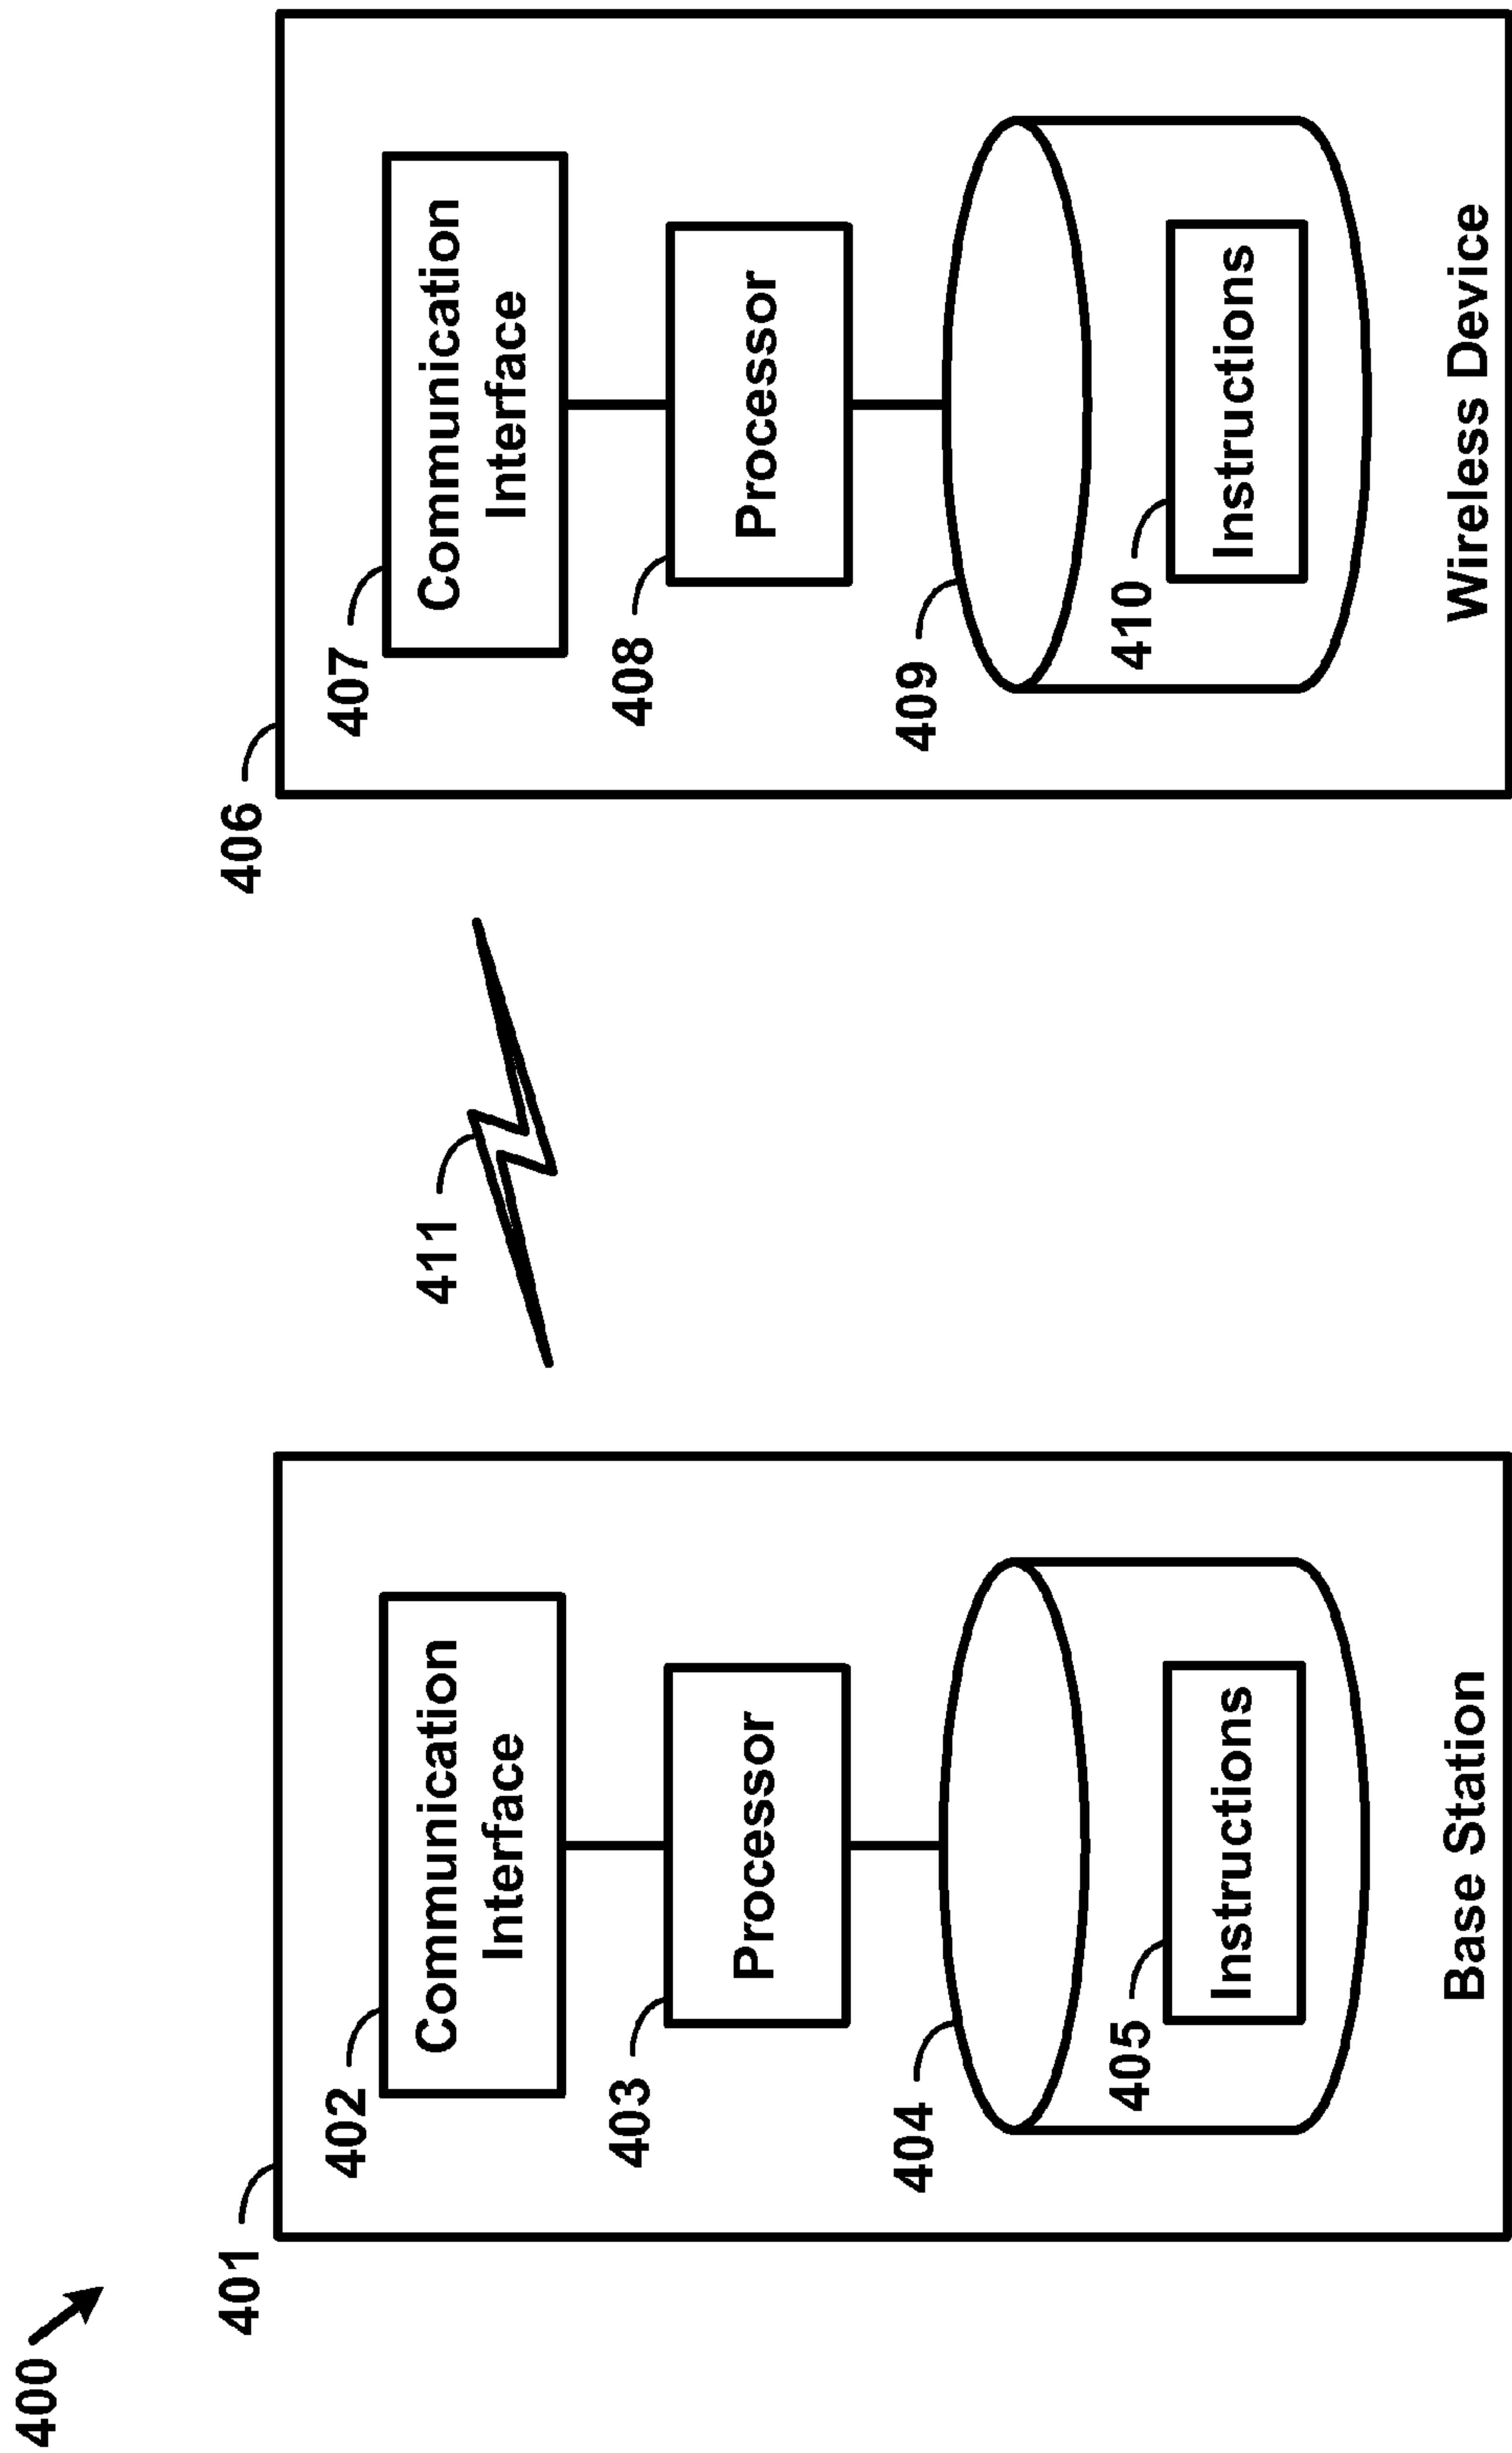 400
401
402
Communication
Interface
403
Processor
404
405
Instructions
Base Station
411
406
407
Communication
Interface
408
Processor
409
410
Instructions
Wireless Device